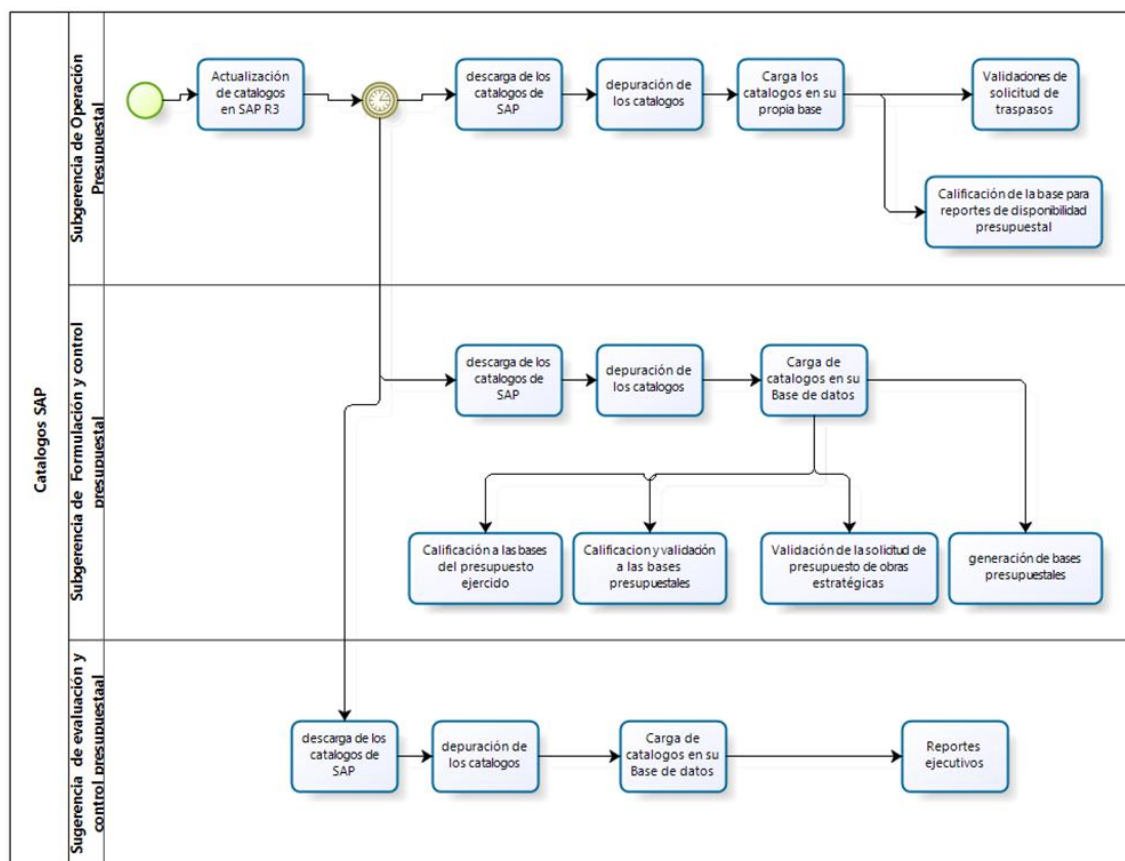 Catalogos SAP
Subgerencia de Operación
Presupuestal
Actualización
de catalogos
en SAP R3
descarga de los
catalogos de
SAP
depuración de
los catalogos
Carga los
catalogos en su
propia base
Validaciones de
solicitud de
traspasos
Calificación de la base para
reportes de disponibilidad
presupuestal
Subgerencia de Formulación y control
presupuestal
descarga de los
catalogos de
SAP
depuración de
los catalogos
Carga de
catalogos en su
Base de datos
Calificación a las bases
del presupuesto
ejercido
Calificacion y validación
a las bases
presupuestales
Validación de la solicitud de
presupuesto de obras
estratégicas
generación de bases
presupuestales
Sugerencia de evaluación y
control presupuestaal
descarga de los
catalogos de
SAP
depuración de
los catalogos
Carga de
catalogos en su
Base de datos
Reportes
ejecutivos